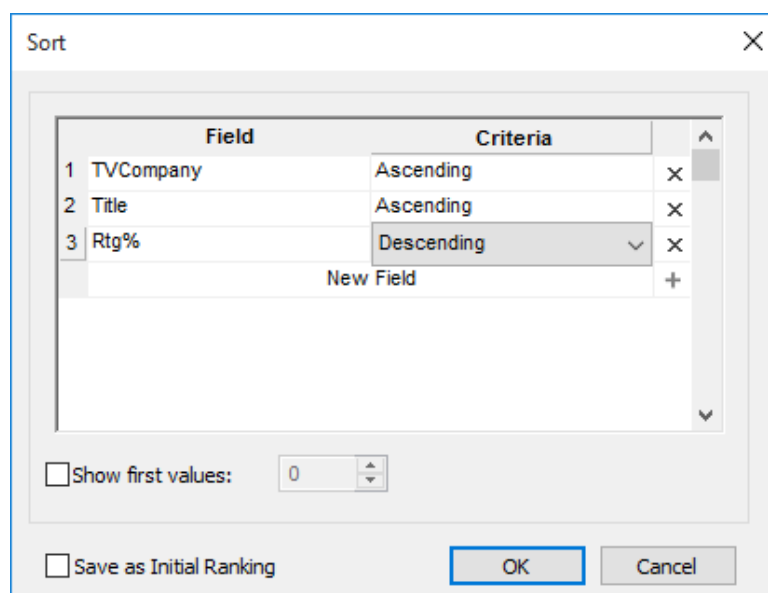 Sort
Field Criteria
1 TVCompany Ascending
2 Title Ascending
3 Rtg% Descending
New Field
Show first values: 0
Save as Initial Ranking OK Cancel